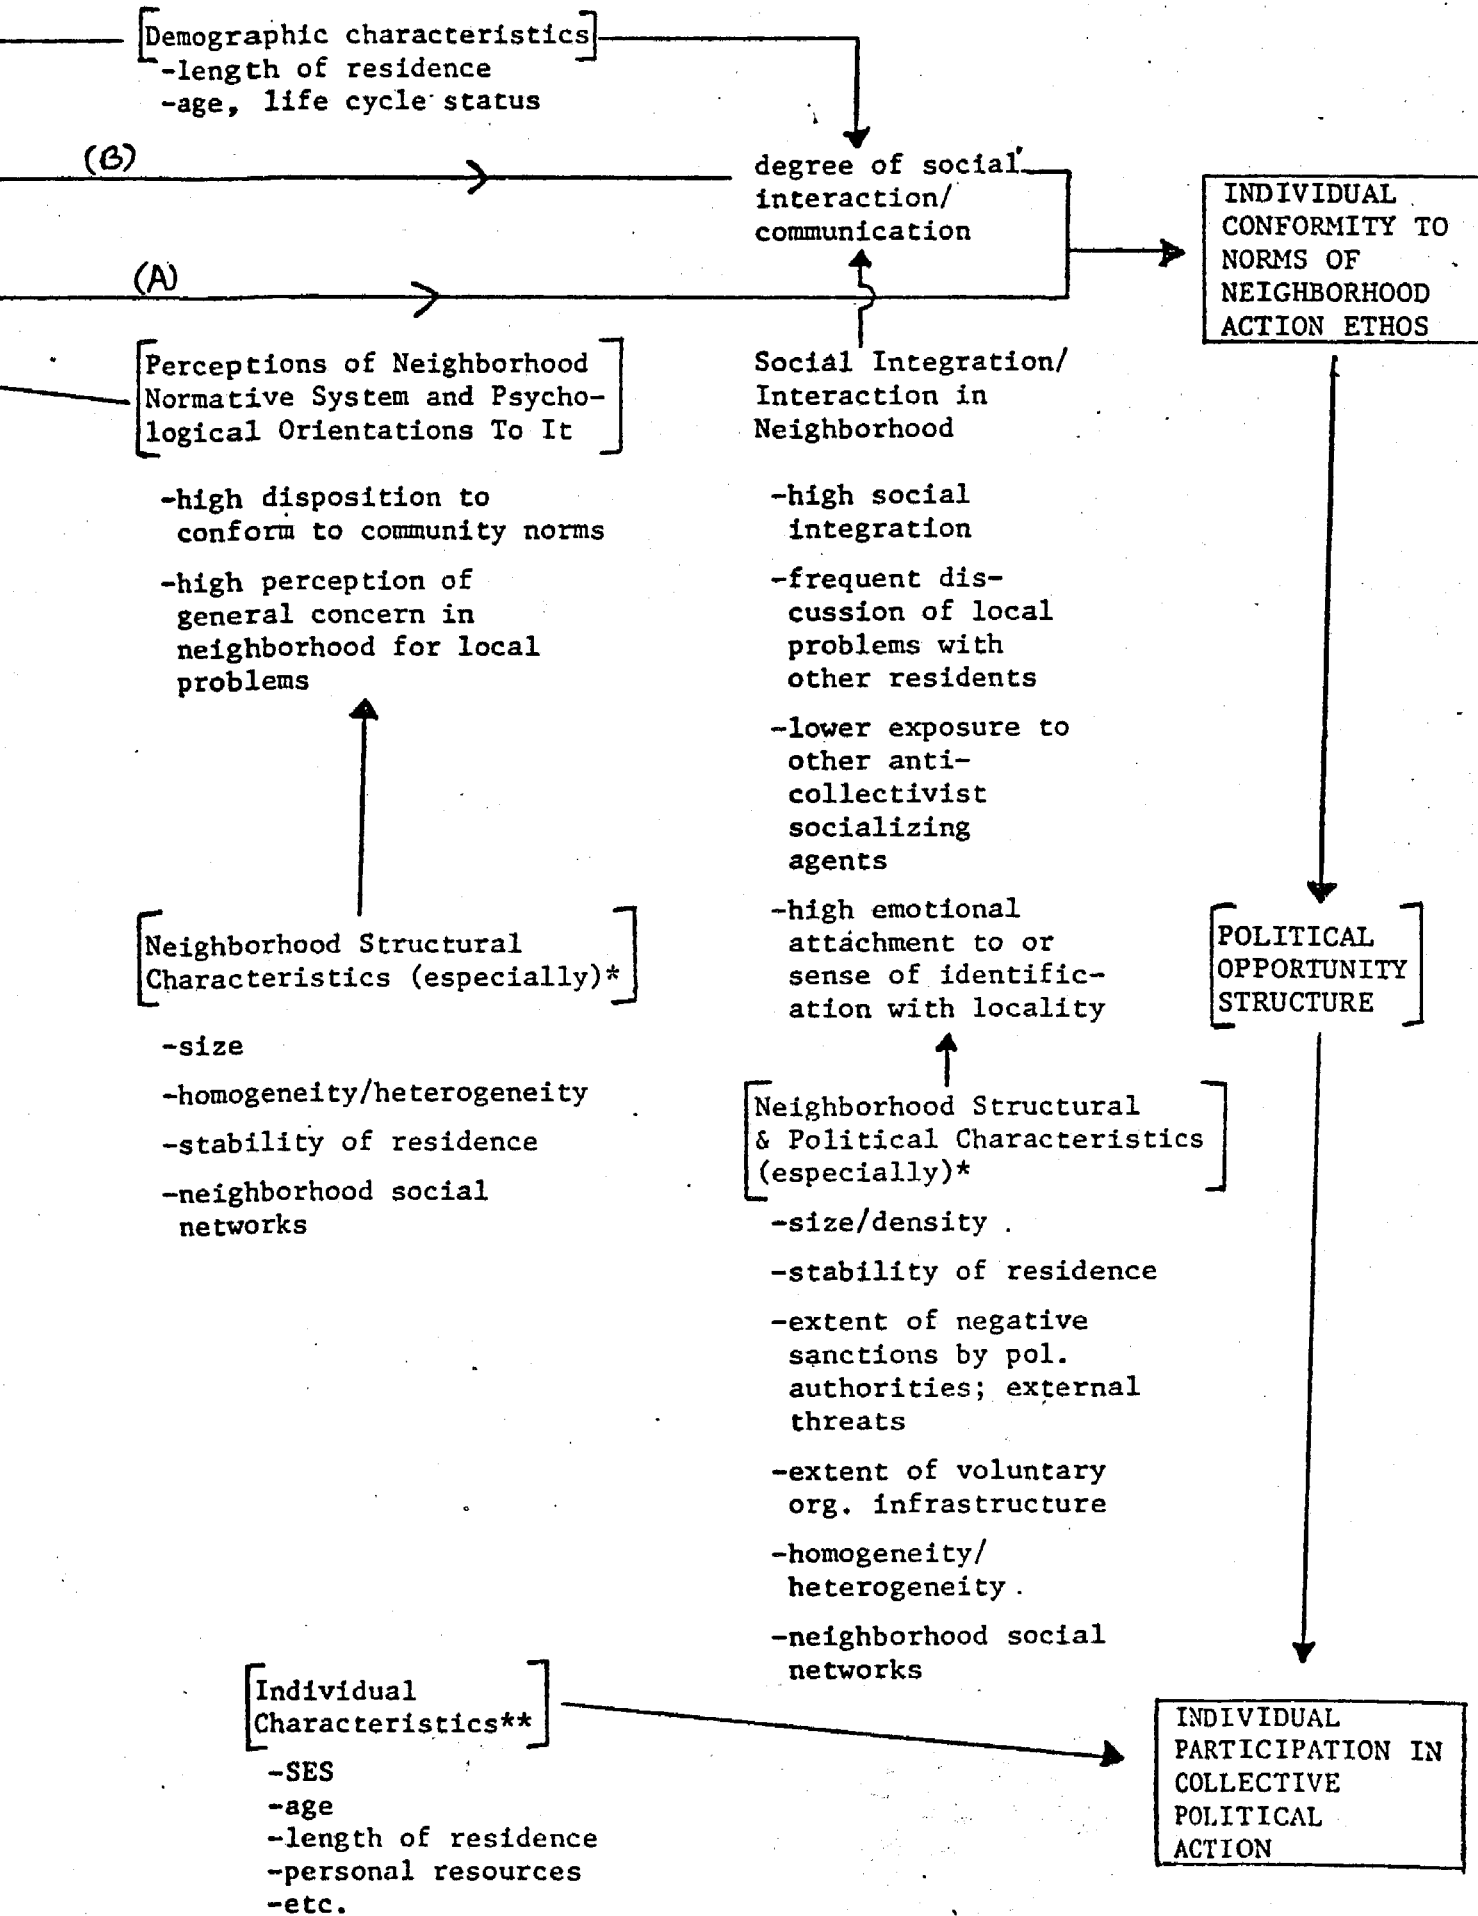 Demographic characteristics
-length of residence
-age, life cycle status
(B)
degree of social
interaction/
communication
(A)
INDIVIDUAL
CONFORMITY TO
NORMS OF
NEIGHBORHOOD
ACTION ETHOS
Perceptions of Neighborhood
Normative System and Psycho-
logical Orientations To It
-high disposition to
conform to community norms
-high perception of
general concern in
neighborhood for local
problems
Neighborhood Structural
Characteristics (especially)*
-size
-homogeneity/heterogeneity
-stability of residence
-neighborhood social
networks
Social Integration/
Interaction in
Neighborhood
-high social
integration
-frequent dis-
cussion of local
problems with
other residents
-lower exposure to
other anti-
collectivist
socializing
agents
-high emotional
attachment to or
sense of identific-
ation with locality
Neighborhood Structural
& Political Characteristics
(especially)*
-size/density
-stability of residence
-extent of negative
sanctions by pol.
authorities; external
threats
-extent of voluntary
org. infrastructure
-homogeneity/
heterogeneity
-neighborhood social
networks
POLITICAL
OPPORTUNITY
STRUCTURE
Individual
Characteristics**
-SES
-age
-length of residence
-personal resources
-etc.
INDIVIDUAL
PARTICIPATION IN
COLLECTIVE
POLITICAL
ACTION